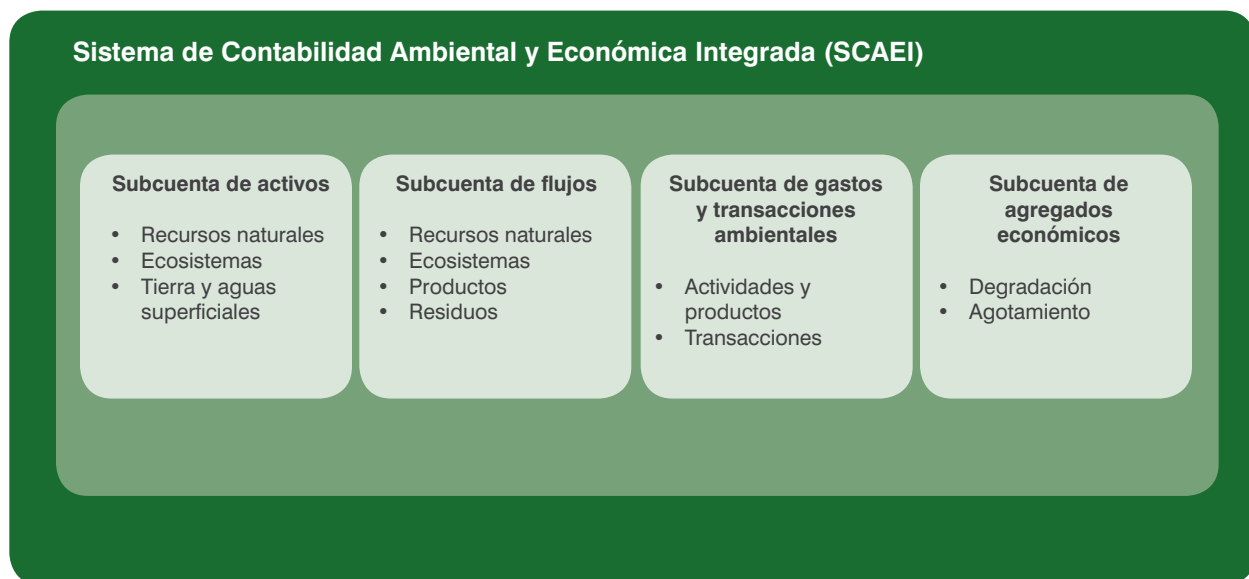 Sistema de Contabilidad Ambiental y Económica Integrada (SCAEI)
Subcuenta de activos
• Recursos naturales
• Ecosistemas
• Tierra y aguas
superficiales
Subcuenta de flujos
• Recursos naturales
• Ecosistemas
• Productos
• Residuos
Subcuenta de gastos
y transacciones
ambientales
• Actividades y
productos
• Transacciones
Subcuenta de
agregados
económicos
• Degradación
• Agotamiento